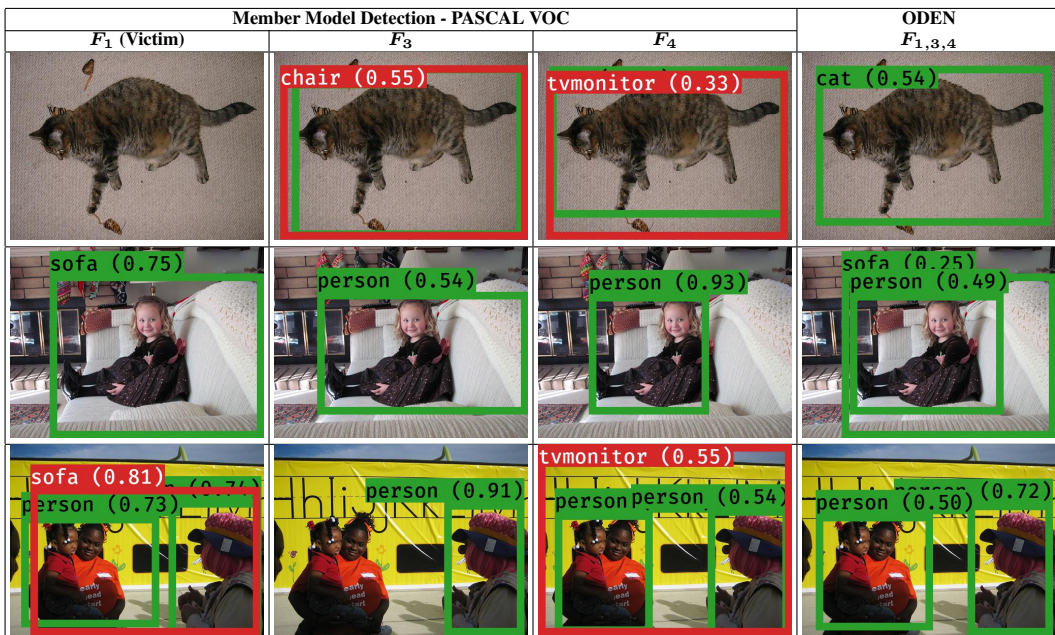 Member Model Detection - PASCAL VOC
ODEN
F1 (Victim)
F3
F4
F1,3,4
chair (0.55)
tvmonitor (0.33)
cat (0.54)
sofa (0.75)
person (0.54)
person (0.93)
sofa (0.25)
person (0.49)
sofa (0.81)
person (0.73)
person (0.91)
tvmonitor (0.55)
person
person (0.54)
(0.72)
person (0.50)